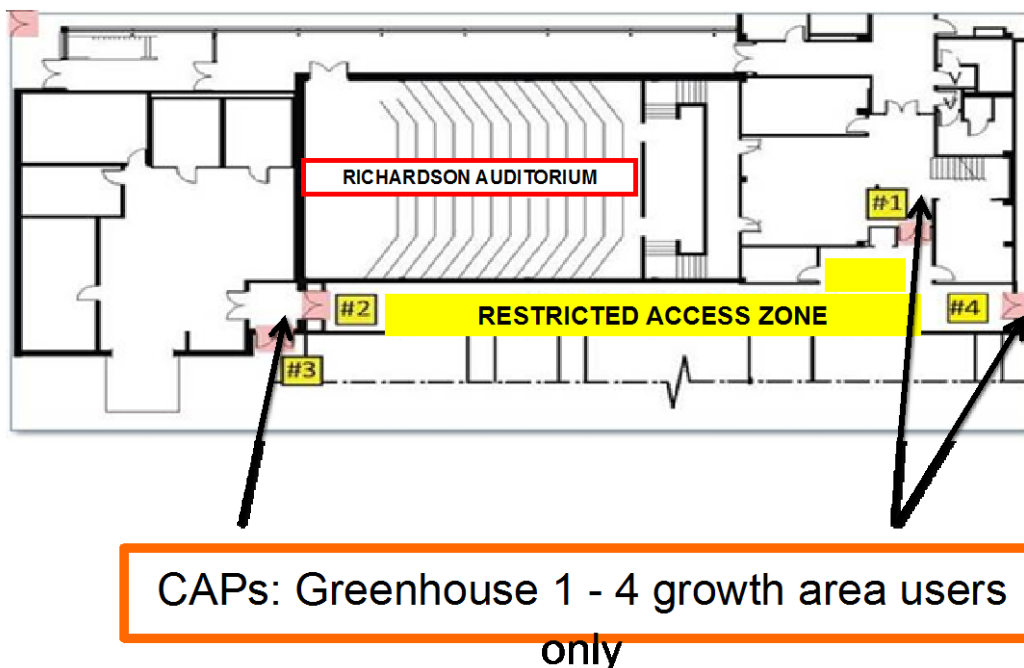 RICHARDSON AUDITORIUM
#1
#2
RESTRICTED ACCESS ZONE
#4
#3
CAPs: Greenhouse 1 - 4 growth area users
only